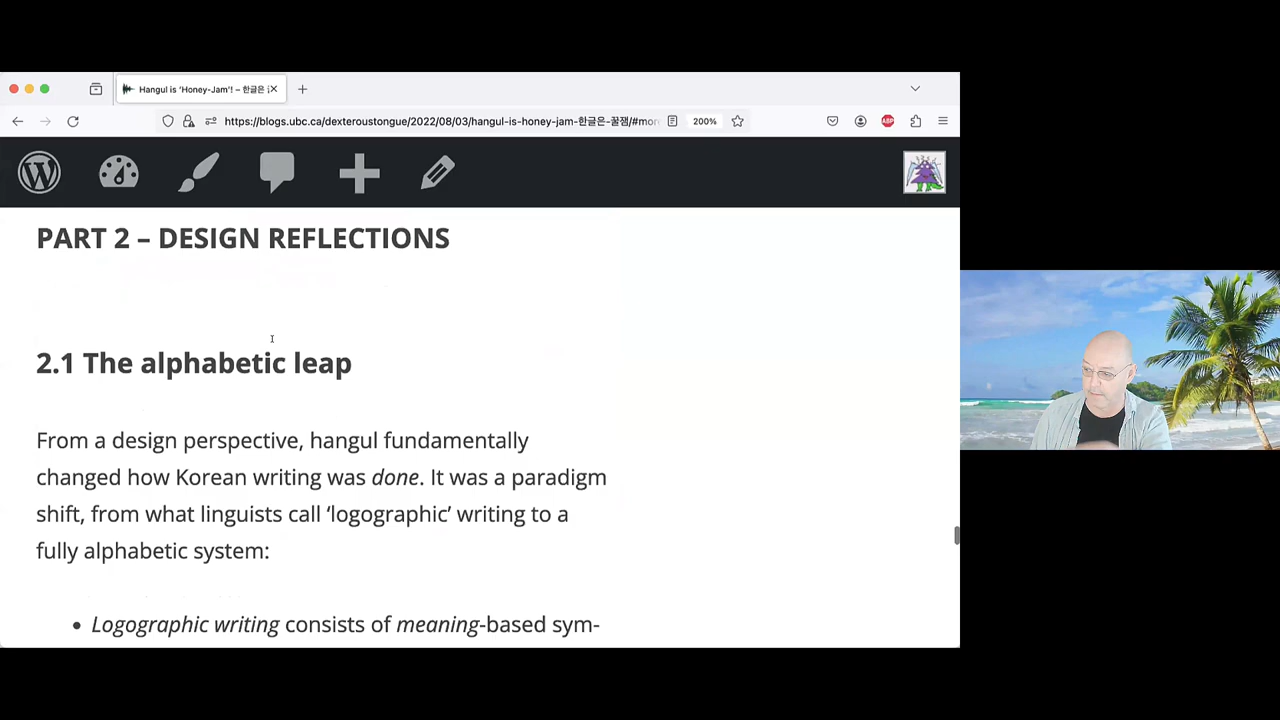 Hangul is 'Honey-Jam'! – 한글은
https://blogs.ubc.ca/dexteroustongue/2022/08/03/hangul-is-honey-jam-한글은-꿀잼/#mor
200%
ABP
PART 2 – DESIGN REFLECTIONS
2.1 The alphabetic leap
From a design perspective, hangul fundamentally
changed how Korean writing was done. It was a paradigm
shift, from what linguists call 'logographic' writing to a
fully alphabetic system:
• Logographic writing consists of meaning-based sym-